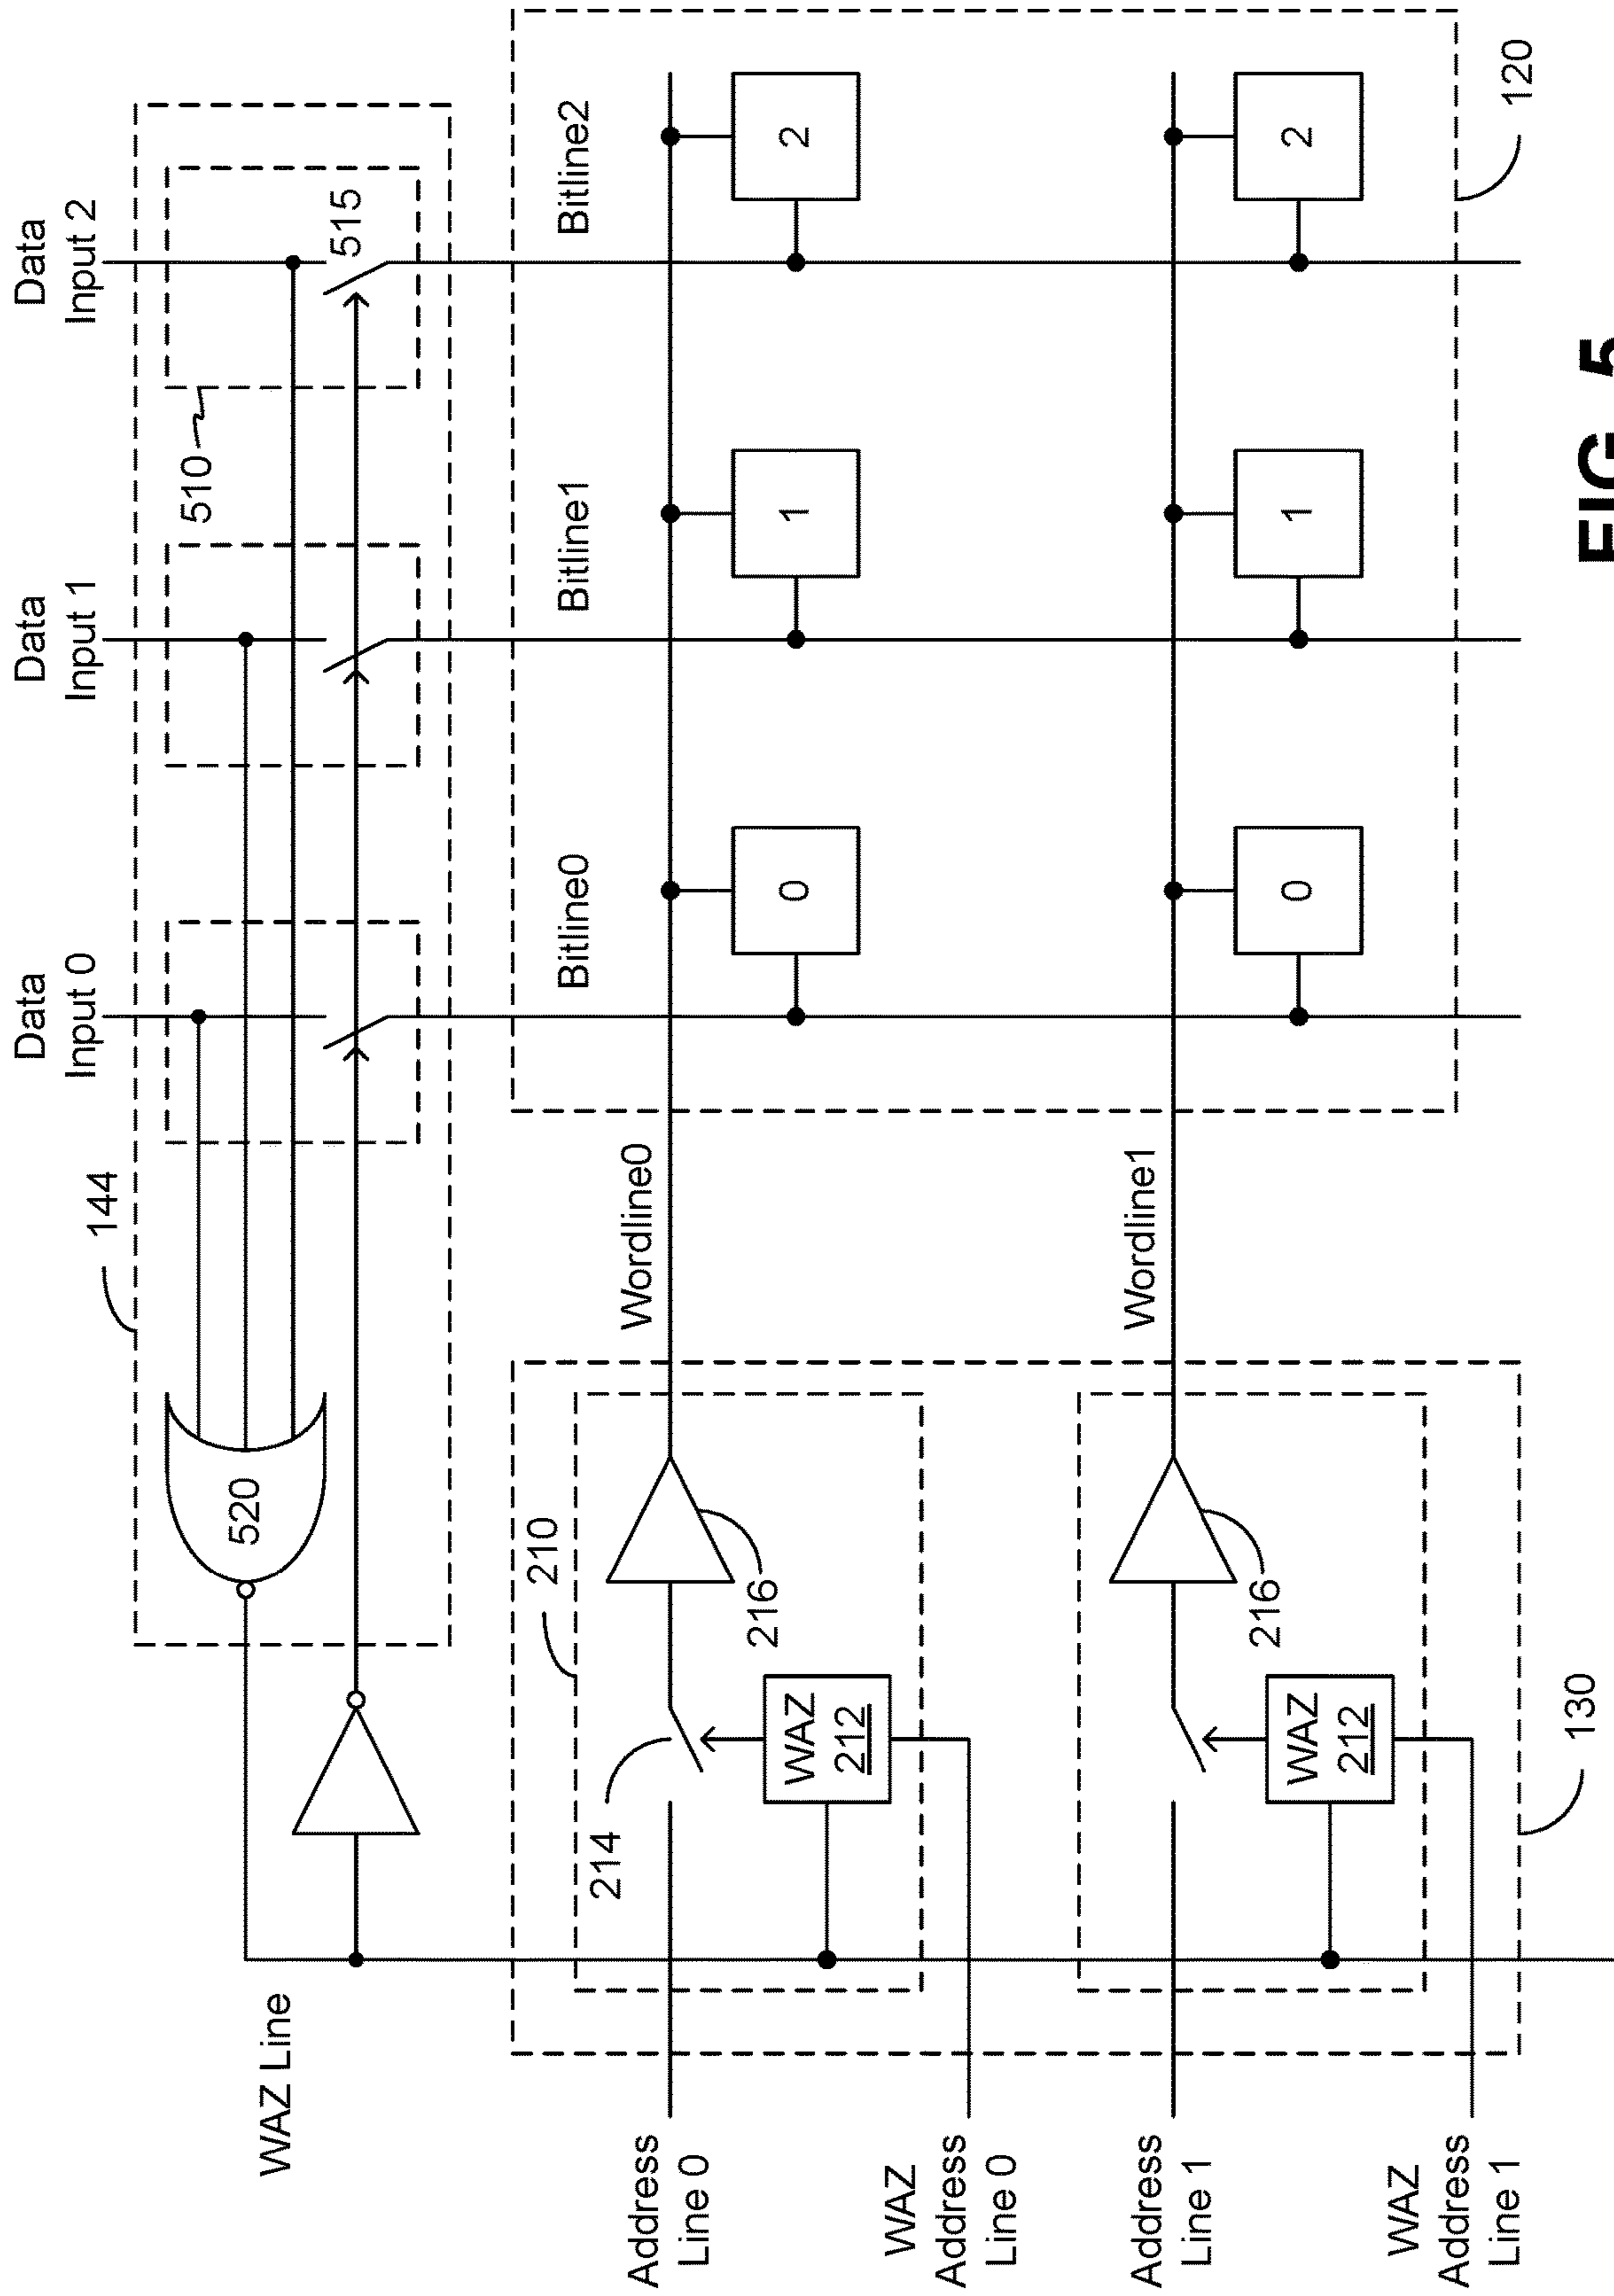 Data
Input 0
Data
Input 1
Data
Input 2
144
510
520
515
WAZ Line
210
Bitline0
Bitline1
Bitline2
214
Wordline0
Address
Line 0
216
WAZ
212
0
1
2
WAZ
Address
Line 0
Wordline1
Address
Line 1
216
WAZ
212
0
1
2
WAZ
Address
Line 1
130
120
FIG. 5